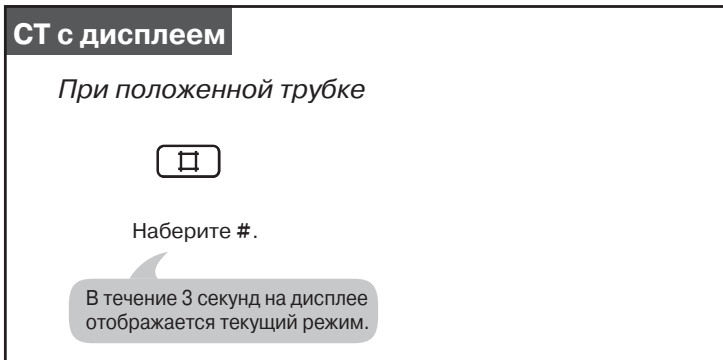 СТ с дисплеем
При положенной трубке
Наберите #.
В течение 3 секунд на дисплее
отображается текущий режим.